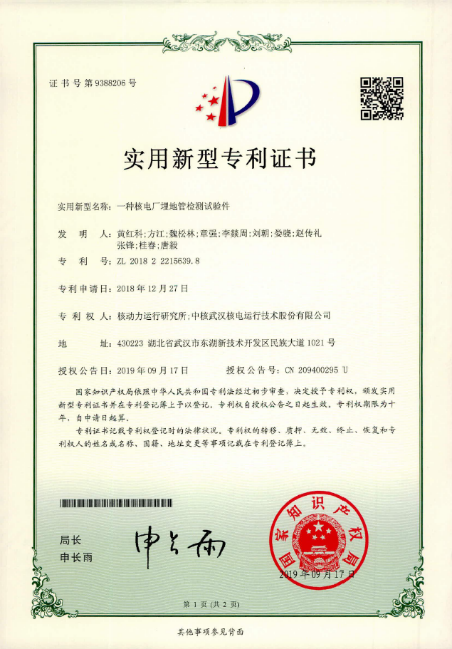 证书号第9388206号
实用新型专利证书
实用新型名称：一种核电厂埋地管检测试验件
发 明 人：黄红科;方江;魏松林;章强;李燚周;刘朝;娄骁;赵传礼
张锋;桂春;唐毅
专 利 号：ZL 2018 2 2215639.8
专利申请日：2018年12月27日
专 利 权 人：核动力运行研究所;中核武汉核电运行技术股份有限公司
地 址：430223 湖北省武汉市东湖新技术开发区民族大道1021号
授权公告日：2019年09月17日 授权公告号：CN 209400295 U
国家知识产权局依照中华人民共和国专利法经过初步审查，决定授予专利权，颁发实用
新型专利证书并在专利登记簿上予以登记。专利权自授权公告之日起生效。专利权期限为十
年，自申请日起算。
专利证书记载专利权登记时的法律状况。专利权的转移、质押、无效、终止、恢复和专
利权人的姓名或名称、国籍、地址变更等事项记载在专利登记簿上。
局长
申长雨
申长雨
国家知识产权局
2019年09月17日
第1页(共2页)
其他事项参见背面